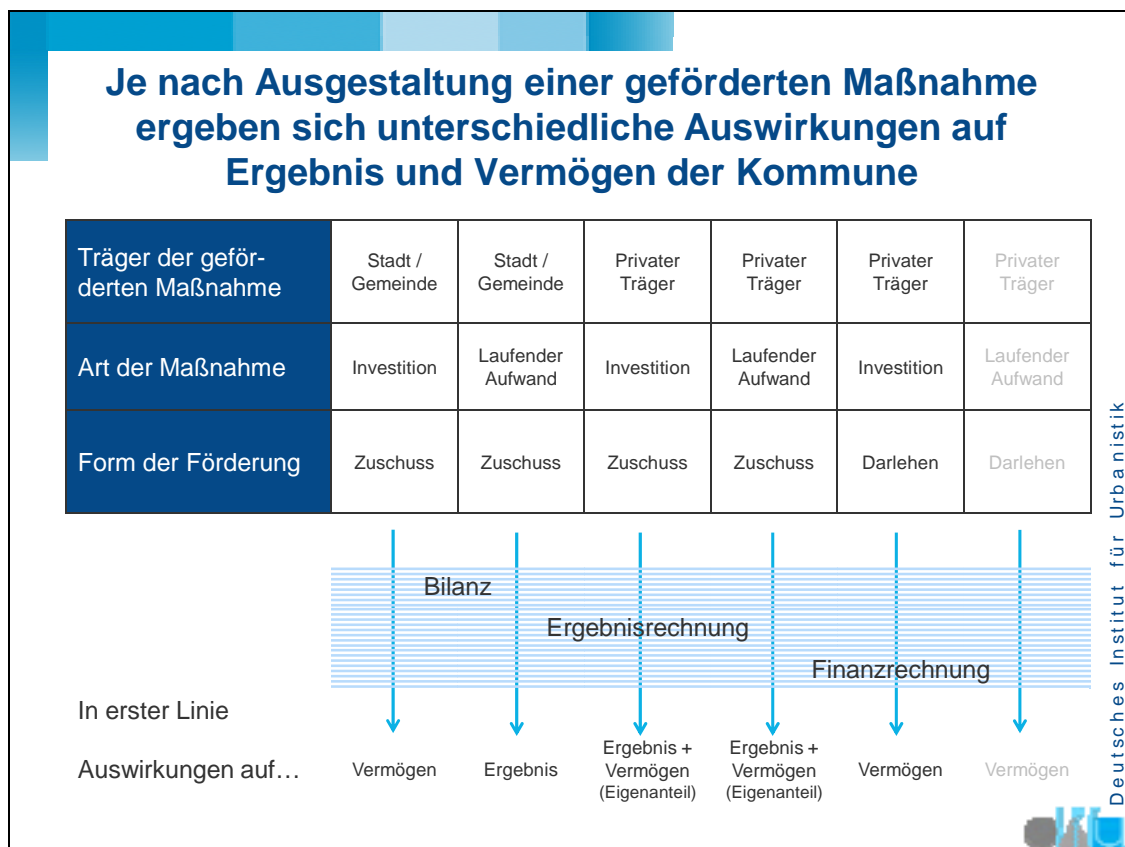 Je nach Ausgestaltung einer geförderten Maßnahme
ergeben sich unterschiedliche Auswirkungen auf
Ergebnis und Vermögen der Kommune
Träger der geför-
derten Maßnahme
Stadt /
Gemeinde
Stadt /
Gemeinde
Privater
Träger
Privater
Träger
Privater
Träger
Privater
Träger
Art der Maßnahme
Investition
Laufender
Aufwand
Investition
Laufender
Aufwand
Investition
Laufender
Aufwand
Form der Förderung
Zuschuss
Zuschuss
Zuschuss
Zuschuss
Darlehen
Darlehen
Bilanz
Ergebnisrechnung
Finanzrechnung
In erster Linie
Auswirkungen auf…
Vermögen
Ergebnis
Ergebnis +
Vermögen
(Eigenanteil)
Ergebnis +
Vermögen
(Eigenanteil)
Vermögen
Vermögen
Deutsches Institut für Urbanistik